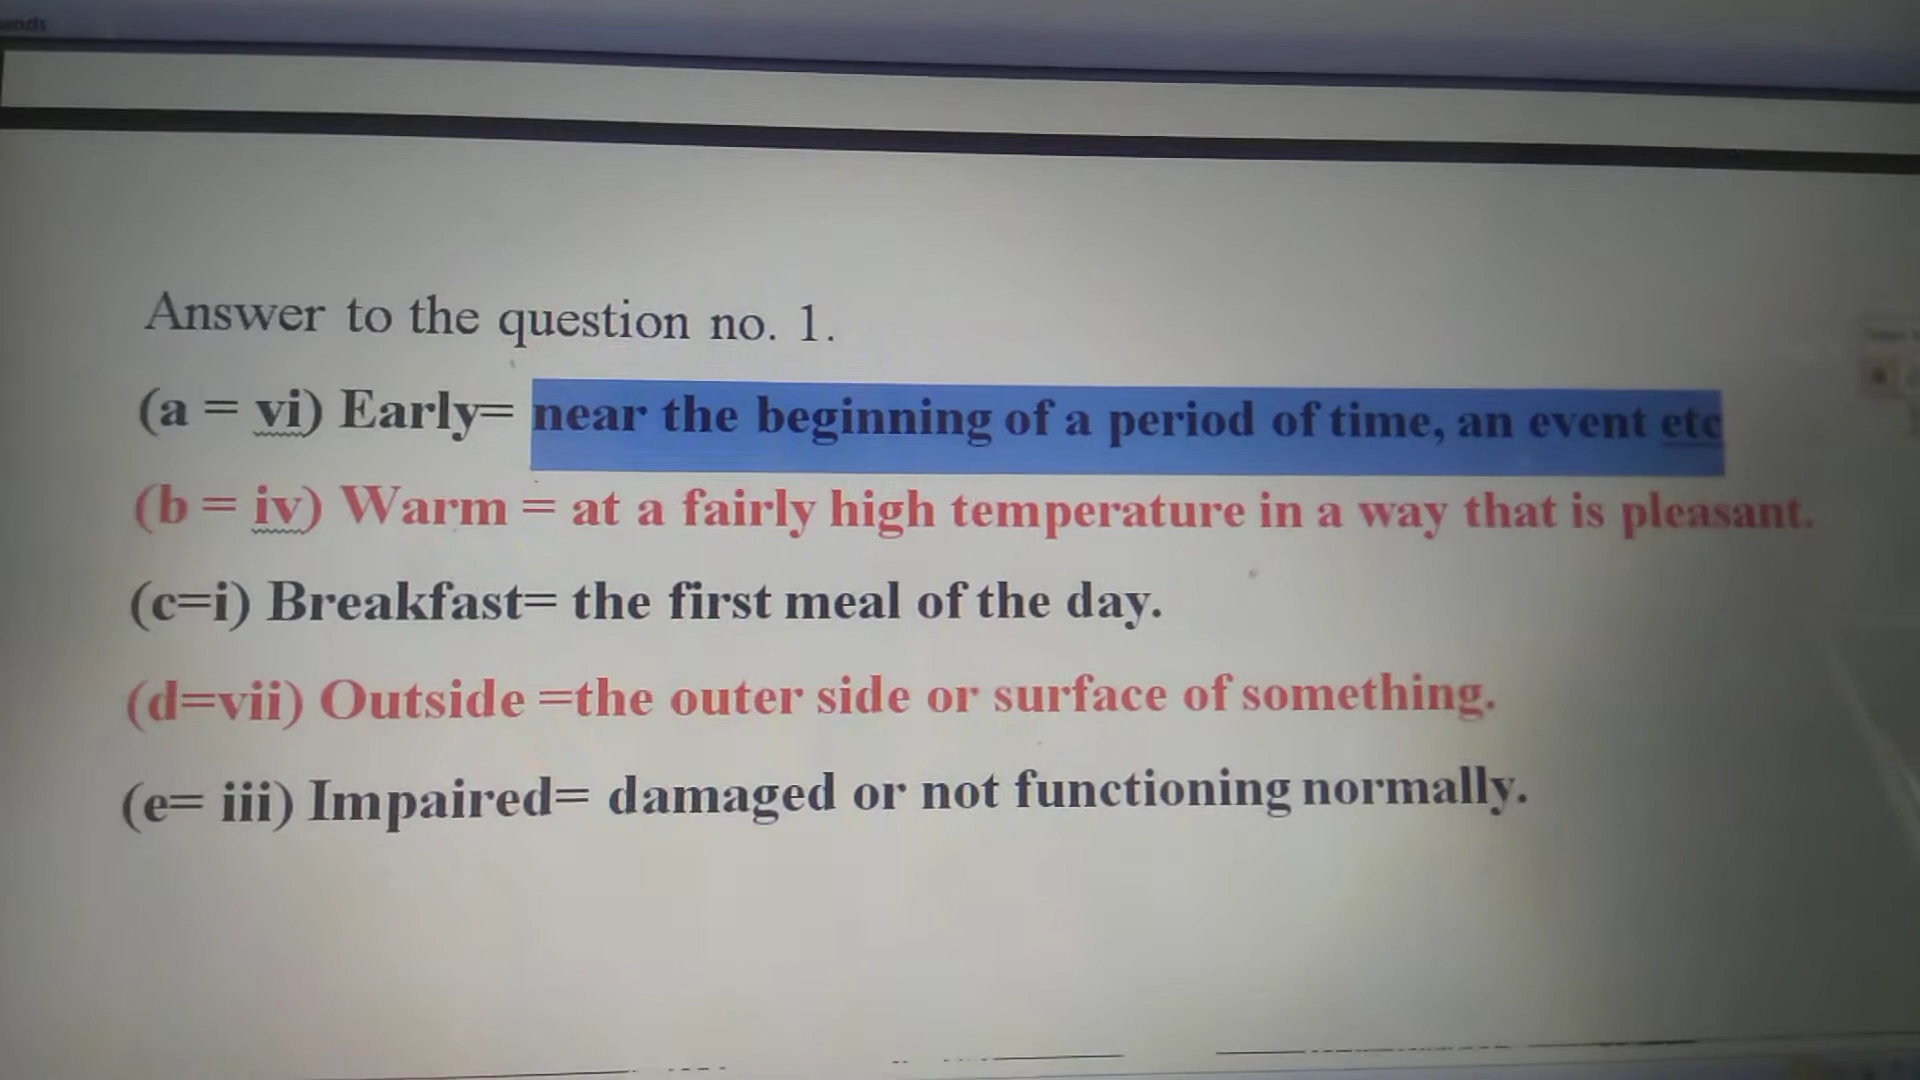 Answer to the question no. 1.
(a = vi) Early= near the beginning of a period of time, an event etc
(b = iv) Warm = at a fairly high temperature in a way that is pleasant.
(c=i) Breakfast= the first meal of the day.
(d=vii) Outside =the outer side or surface of something.
(e= iii) Impaired= damaged or not functioning normally.